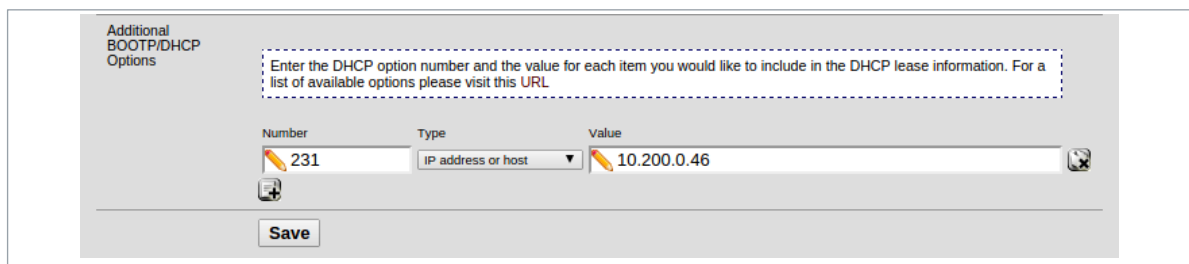 Additional
BOOTP/DHCP
Options
Enter the DHCP option number and the value for each item you would like to include in the DHCP lease information. For a
list of available options please visit this URL
Number Type Value
231 IP address or host 10.200.0.46
Save